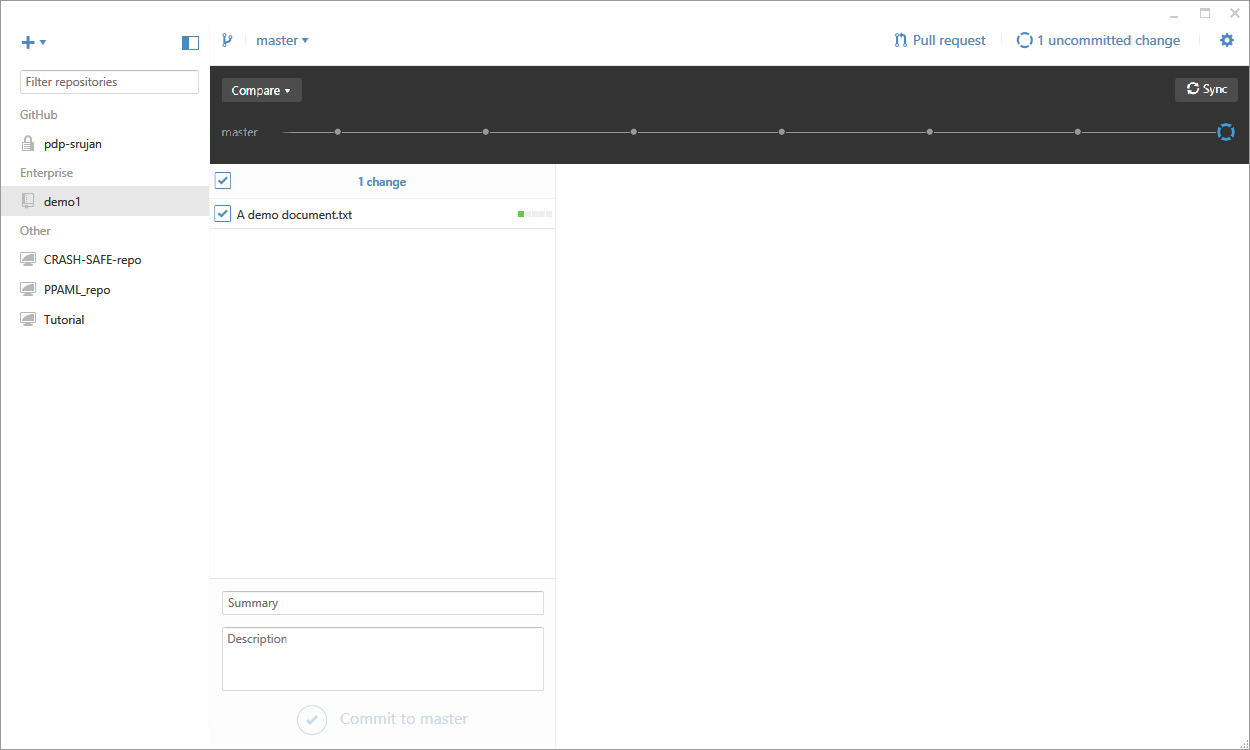 master
Pull request
1 uncommitted change
Filter repositories
GitHub
pdp-srujan
Enterprise
demo1
Other
CRASH-SAFE-repo
PPAML_repo
Tutorial
Compare
Sync
master
1 change
A demo document.txt
Summary
Description
Commit to master